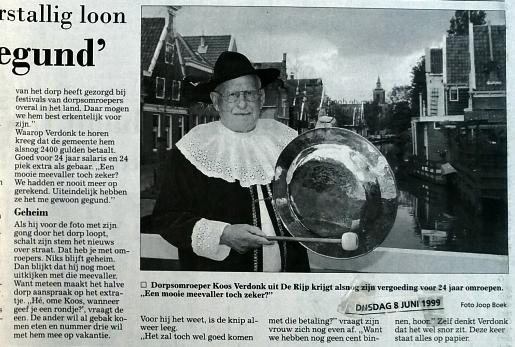 erstallig loon
egund’
van het dorp heeft gezorgd bij
festivals van dorpsomroepers
overal in het land. Daar mogen
we hem best erkentelijk voor
zijn.”
Waarop Verdonk te horen
kreeg dat de gemeente hem
alsnog 2400 gulden betaalt.
Goed voor 24 jaar salaris en 24
piek extra als gebaar. „Een
mooie meevaller toch zeker?
We hadden er nooit meer op
gerekend. Uiteindelijk hebben
ze het me gewoon gegund.”
Geheim
Als hij voor de foto met zijn
gong door het dorp loopt,
schalt zijn stem het nieuws
over straat. Dat heb je met om-
roepers. Niks blijft geheim.
Dan blijkt dat hij nog moet
uitkijken met die meevaller.
Want meteen maakt het halve
dorp aanspraak op het extra-
tje. „Hé, ome Koos, wanneer
geef je een rondje?’, vraagt de
een. De ander wil al gebak ko-
men eten en nummer drie wil
met hem mee op vakantie.
□ Dorpsomroeper Koos Verdonk uit De Rijp krijgt alsnog zijn vergoeding voor 24 jaar omroepen.
„Een mooie meevaller toch zeker?”
DINSDAG 8 JUNI 1999
Foto Joop Boek
Voor hij het weet, is de knip al-
weer leeg.
„Het zal toch wel goed komen
met die betaling?” vraagt zijn
vrouw zich nog even af. „Want
we hebben nog geen cent bin-
nen, hoor.” Zelf denkt Verdonk
dat het wel snor zit. Deze keer
staat alles op papier.